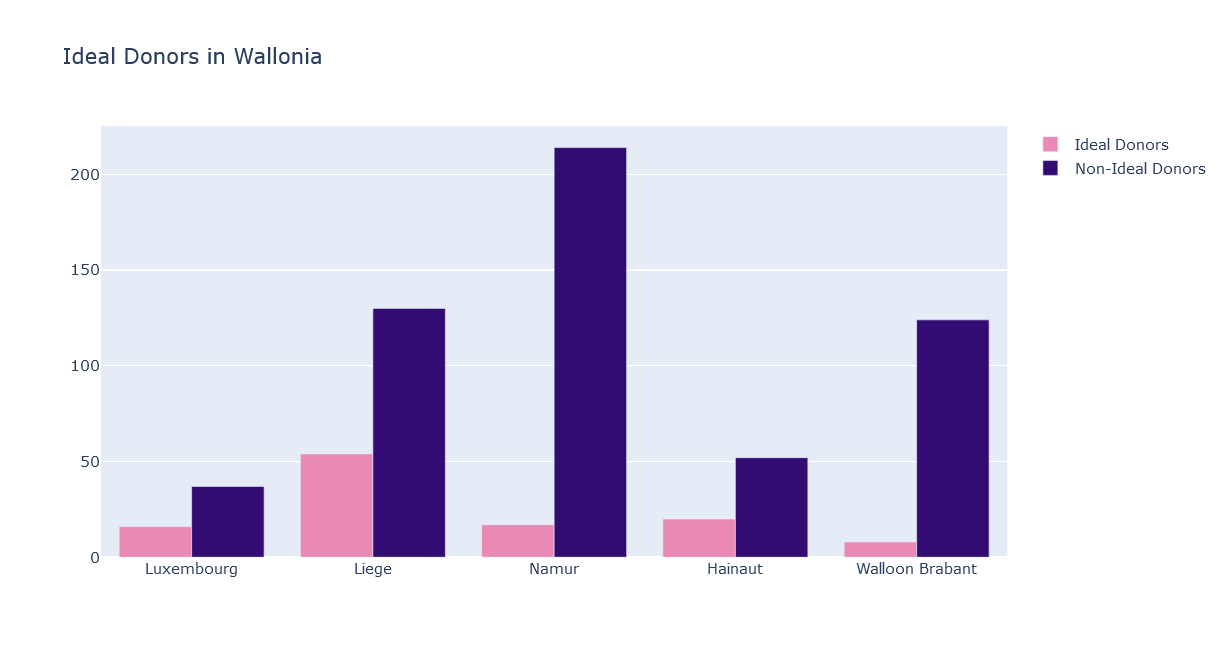 Ideal Donors in Wallonia
Ideal Donors
Non-Ideal Donors
200
150
100
50
0
Luxembourg
Liege
Namur
Hainaut
Walloon Brabant